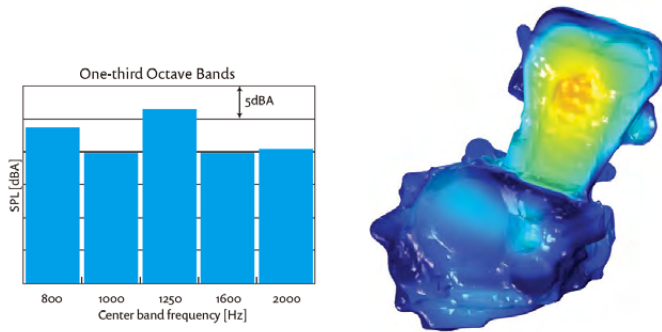 One-third Octave Bands
5dBA
SPL [dBA]
800 1000 1250 1600 2000
Center band frequency [Hz]